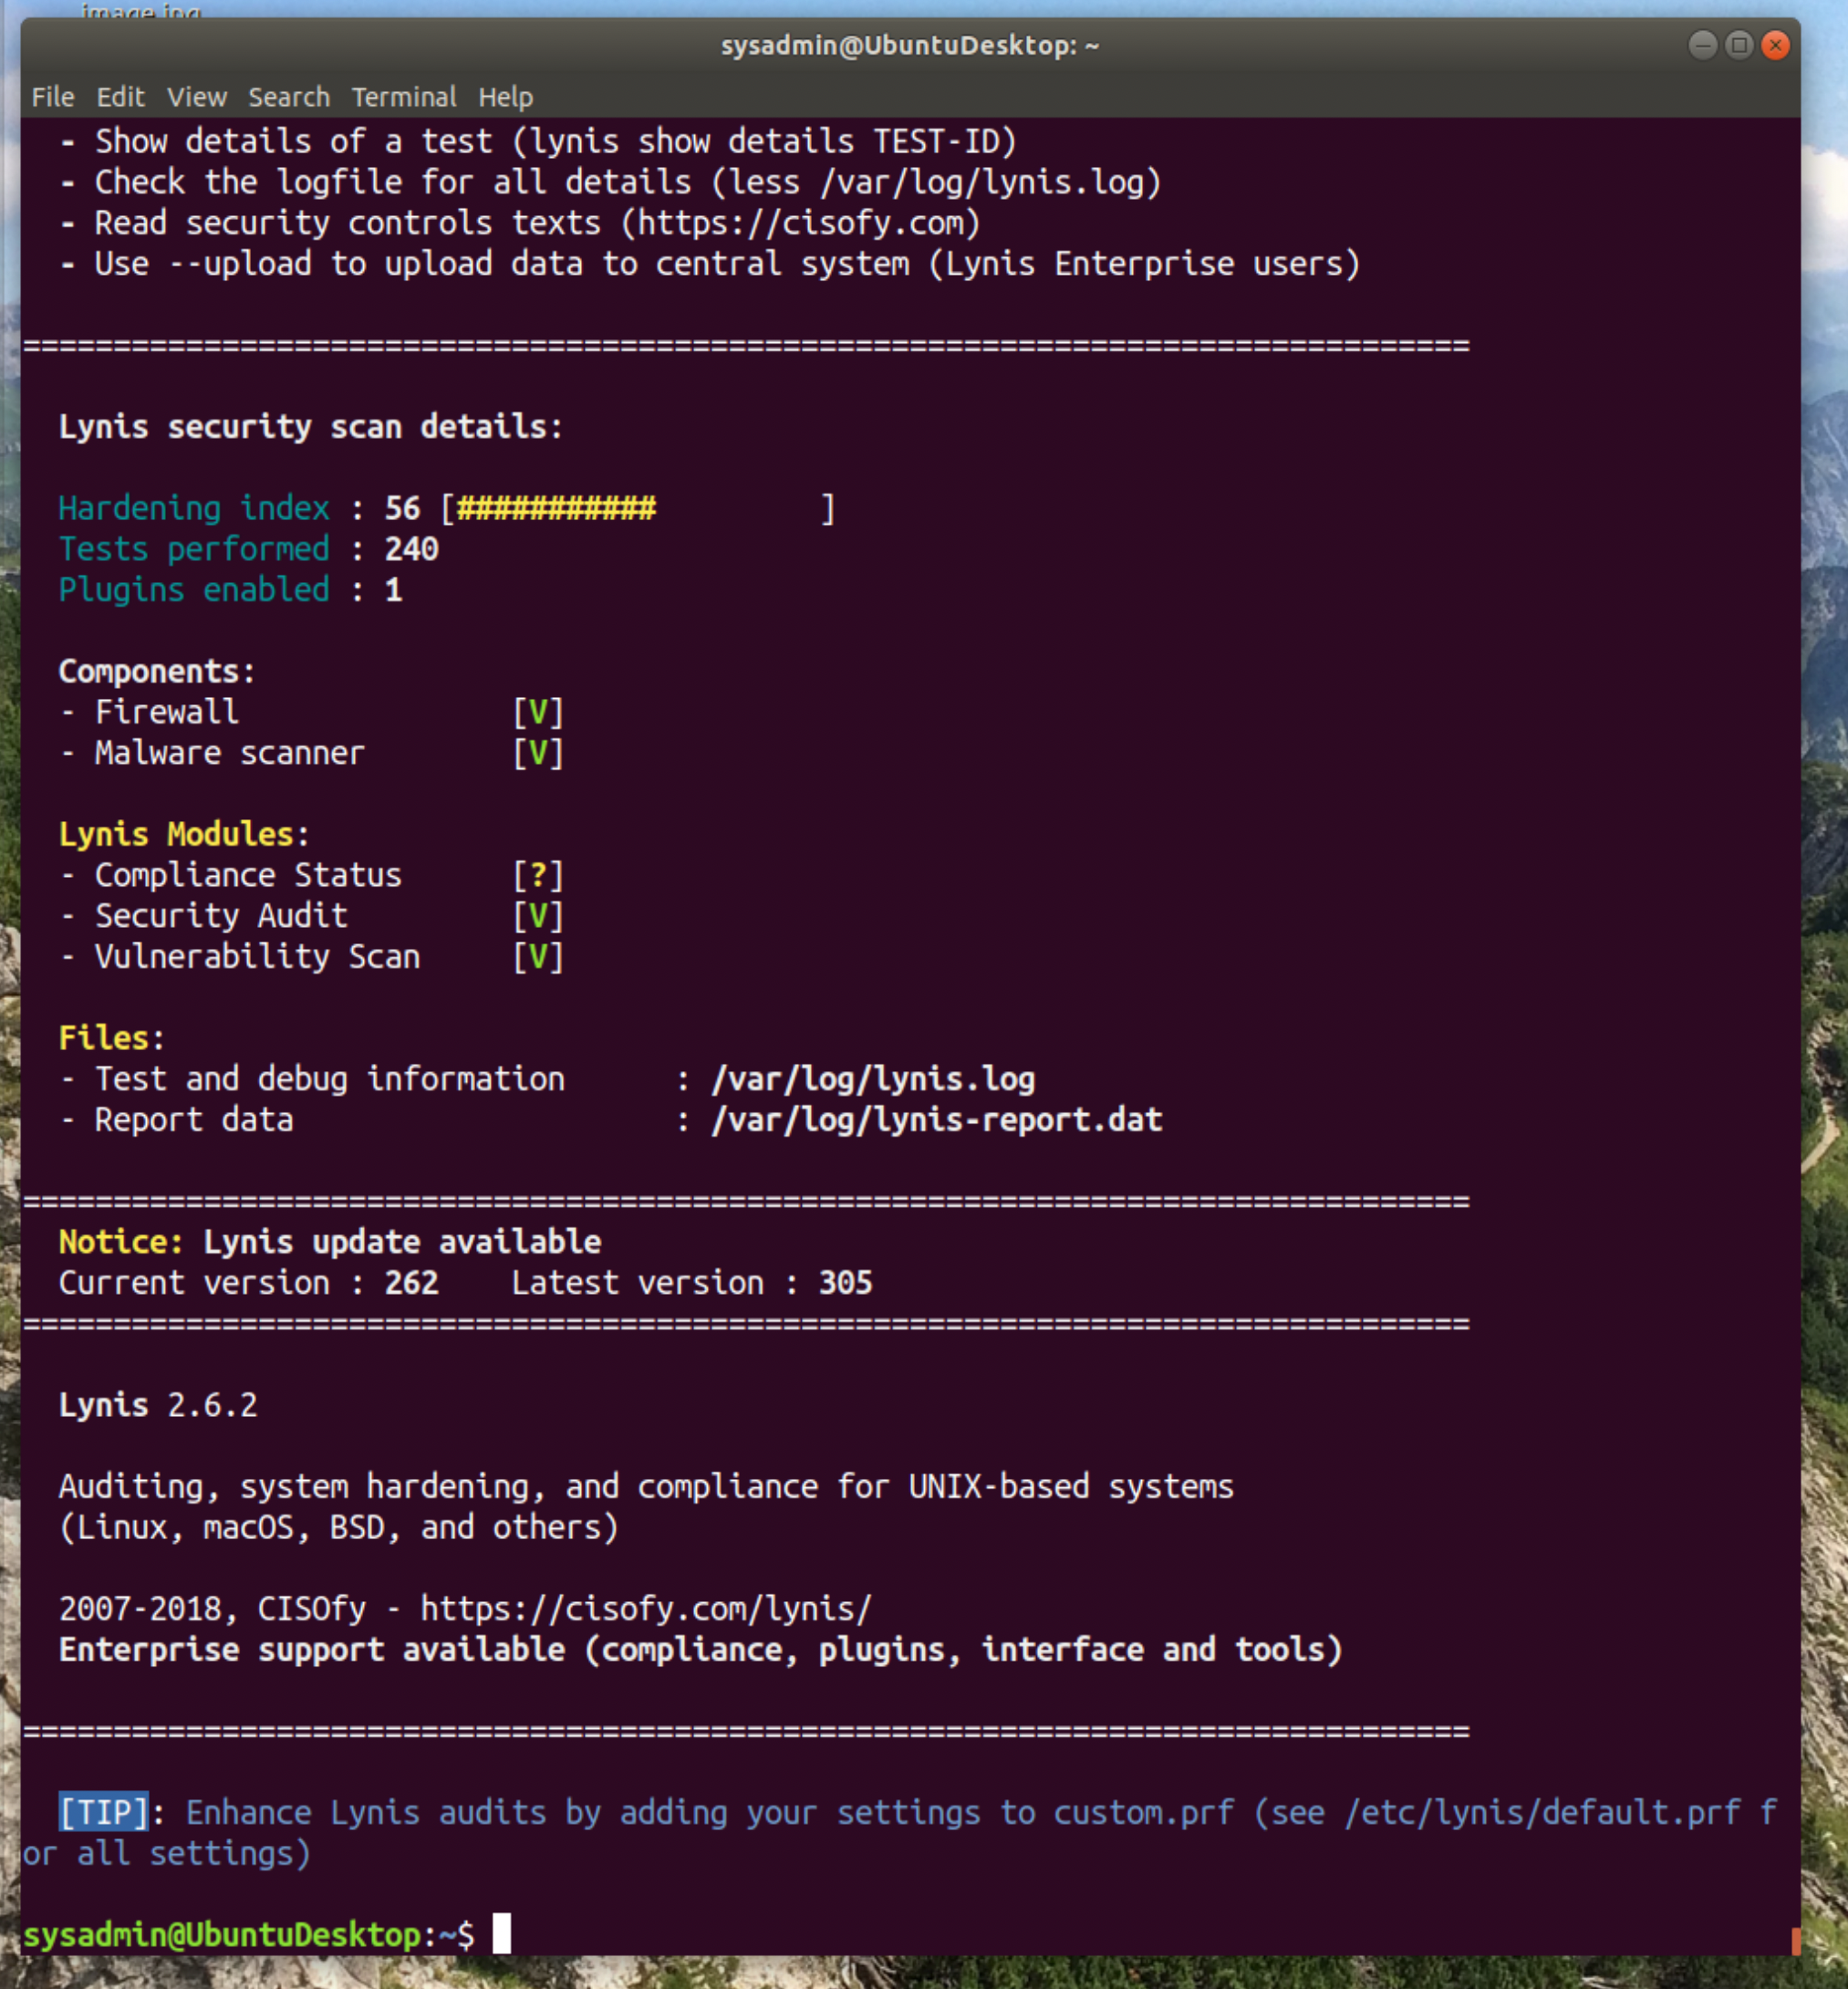 image.jpg
sysadmin@UbuntuDesktop: ~
File Edit View Search Terminal Help
- Show details of a test (lynis show details TEST-ID)
- Check the logfile for all details (less /var/log/lynis.log)
- Read security controls texts (https://cisofy.com)
- Use --upload to upload data to central system (Lynis Enterprise users)
================================================================================
Lynis security scan details:
Hardening index : 56 [###########         ]
Tests performed : 240
Plugins enabled : 1
Components:
- Firewall               [V]
- Malware scanner        [V]
Lynis Modules:
- Compliance Status      [?]
- Security Audit         [V]
- Vulnerability Scan     [V]
Files:
- Test and debug information      : /var/log/lynis.log
- Report data                     : /var/log/lynis-report.dat
================================================================================
Notice: Lynis update available
Current version : 262    Latest version : 305
================================================================================
Lynis 2.6.2
Auditing, system hardening, and compliance for UNIX-based systems
(Linux, macOS, BSD, and others)
2007-2018, CISOfy - https://cisofy.com/lynis/
Enterprise support available (compliance, plugins, interface and tools)
================================================================================
[TIP]: Enhance Lynis audits by adding your settings to custom.prf (see /etc/lynis/default.prf f
or all settings)
sysadmin@UbuntuDesktop:~$